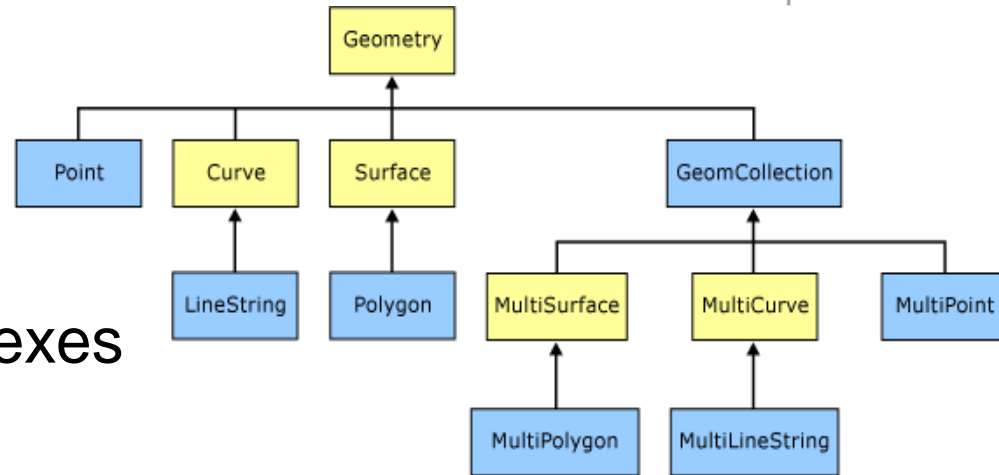 Geometry
Point
Curve
Surface
GeomCollection
LineString
Polygon
MultiSurface
MultiCurve
MultiPoint
exes
MultiPolygon
MultiLineString